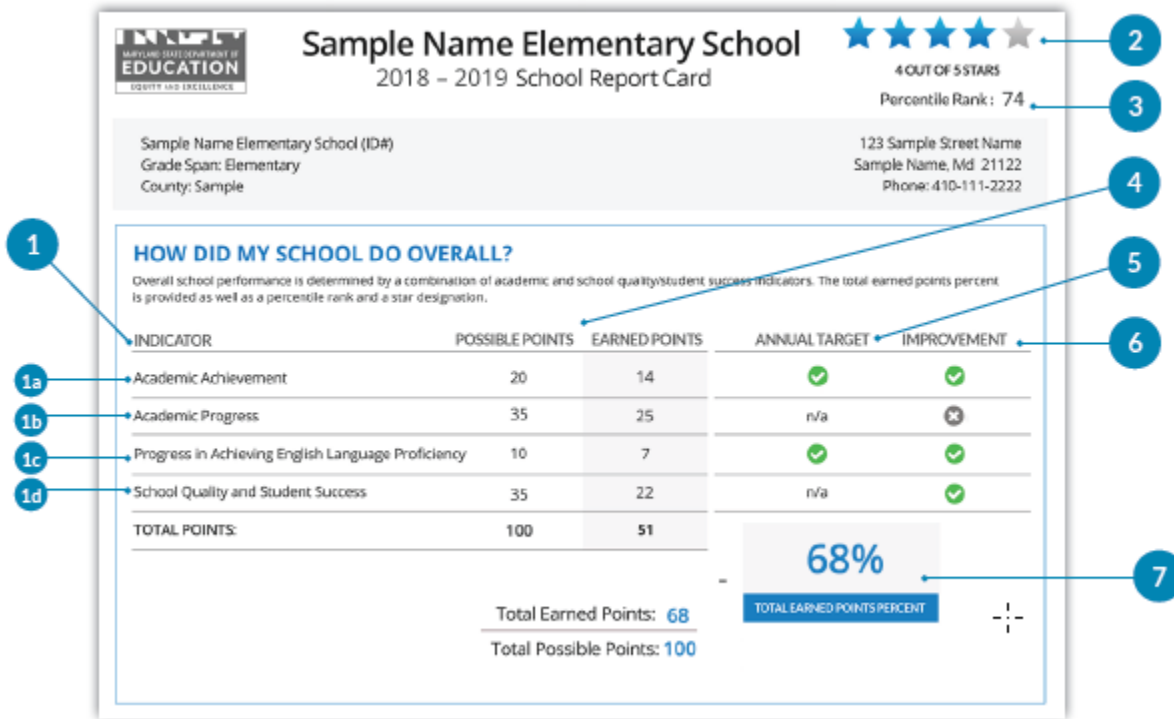 MARYLAND STATE DEPARTMENT OF
EDUCATION
EQUITY AND EXCELLENCE
Sample Name Elementary School
2018 – 2019 School Report Card
4 OUT OF 5 STARS
Percentile Rank: 74
2
3
Sample Name Elementary School (ID#)
Grade Span: Elementary
County: Sample
123 Sample Street Name
Sample Name, Md 21122
Phone: 410-111-2222
4
1
HOW DID MY SCHOOL DO OVERALL?
5
Overall school performance is determined by a combination of academic and school quality/student success indicators. The total earned points percent
is provided as well as a percentile rank and a star designation.
INDICATOR POSSIBLE POINTS EARNED POINTS ANNUAL TARGET IMPROVEMENT
6
1a Academic Achievement 20 14
1b Academic Progress 35 25 n/a
1c Progress in Achieving English Language Proficiency 10 7
1d School Quality and Student Success 35 22 n/a
TOTAL POINTS: 100 51
68%
7
TOTAL EARNED POINTS PERCENT
Total Earned Points: 68
Total Possible Points: 100